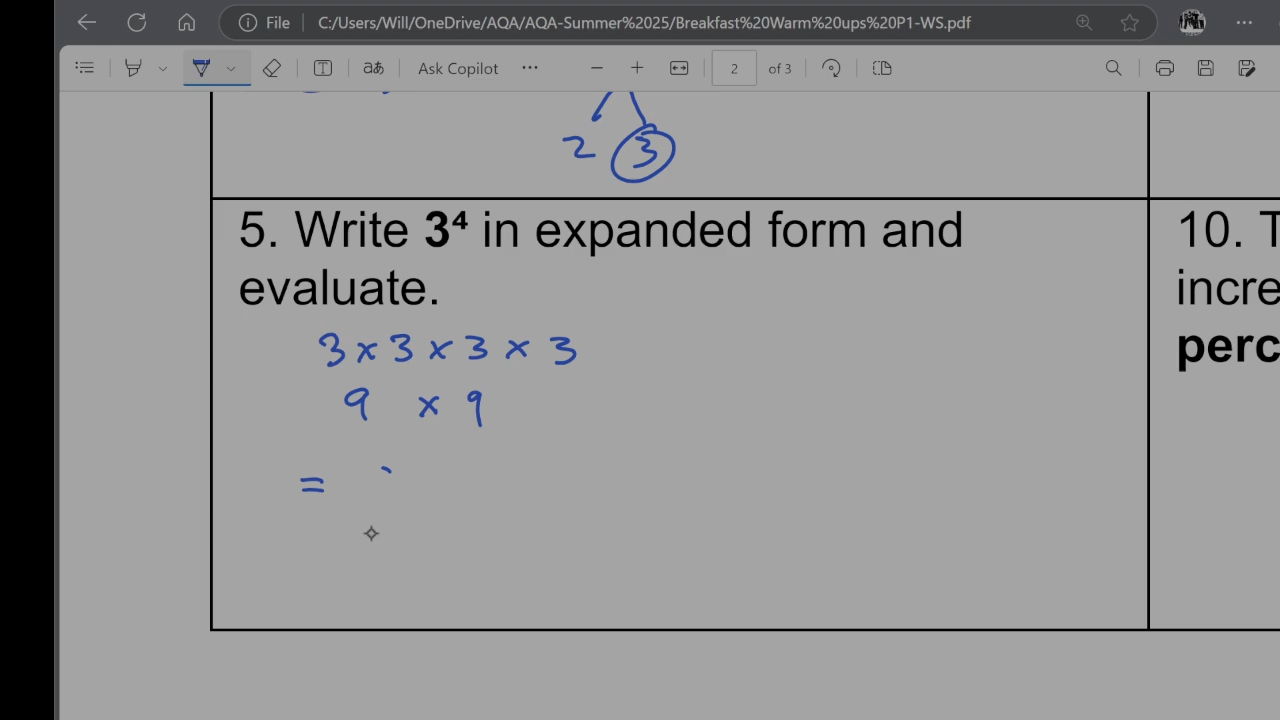 File C:/Users/Will/OneDrive/AQA/AQA-Summer%2025/Breakfast%20Warm%20ups%20P1-WS.pdf
Ask Copilot 2 of 3
2 3
5. Write 3⁴ in expanded form and
evaluate.
3 × 3 × 3 × 3
9 × 9
=
10. T
incre
perc